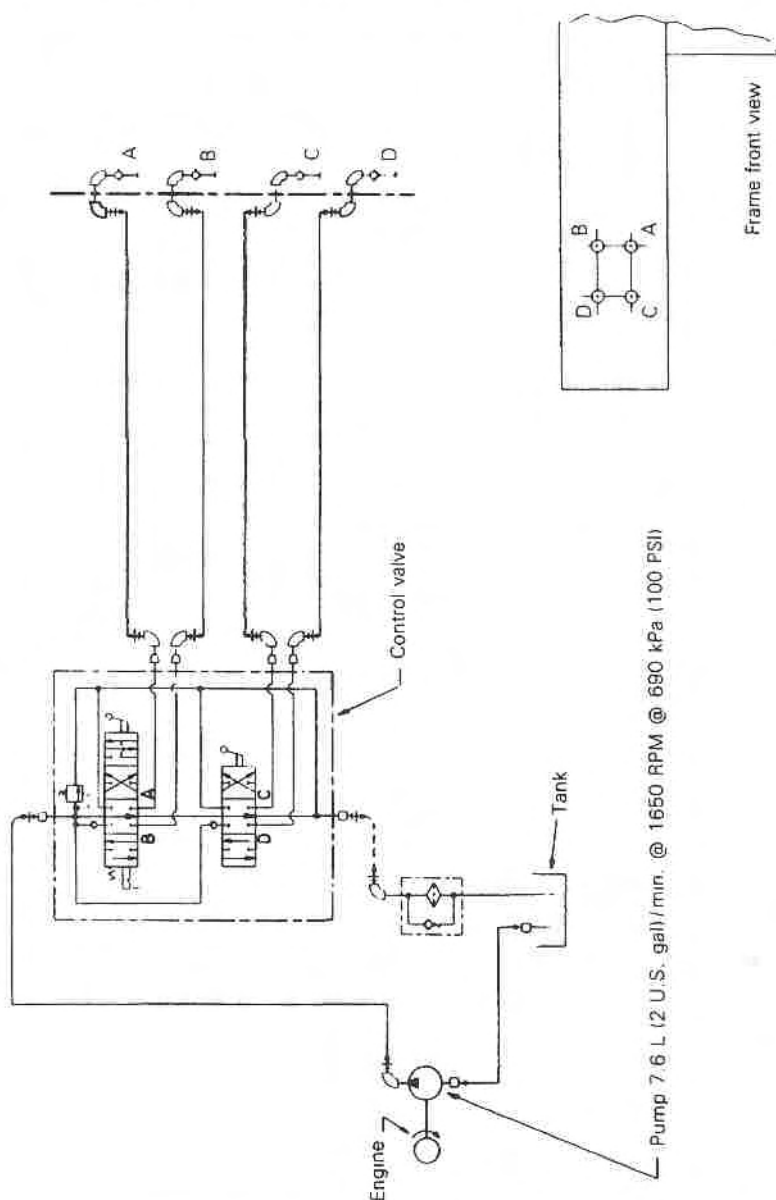 A
B
C
D
B
D
A
C
Frame front view
Control valve
B
A
D
C
Tank
Engine
Pump 7.6 L (2 U.S. gal)/min. @ 1650 RPM @ 690 kPa (100 PSI)